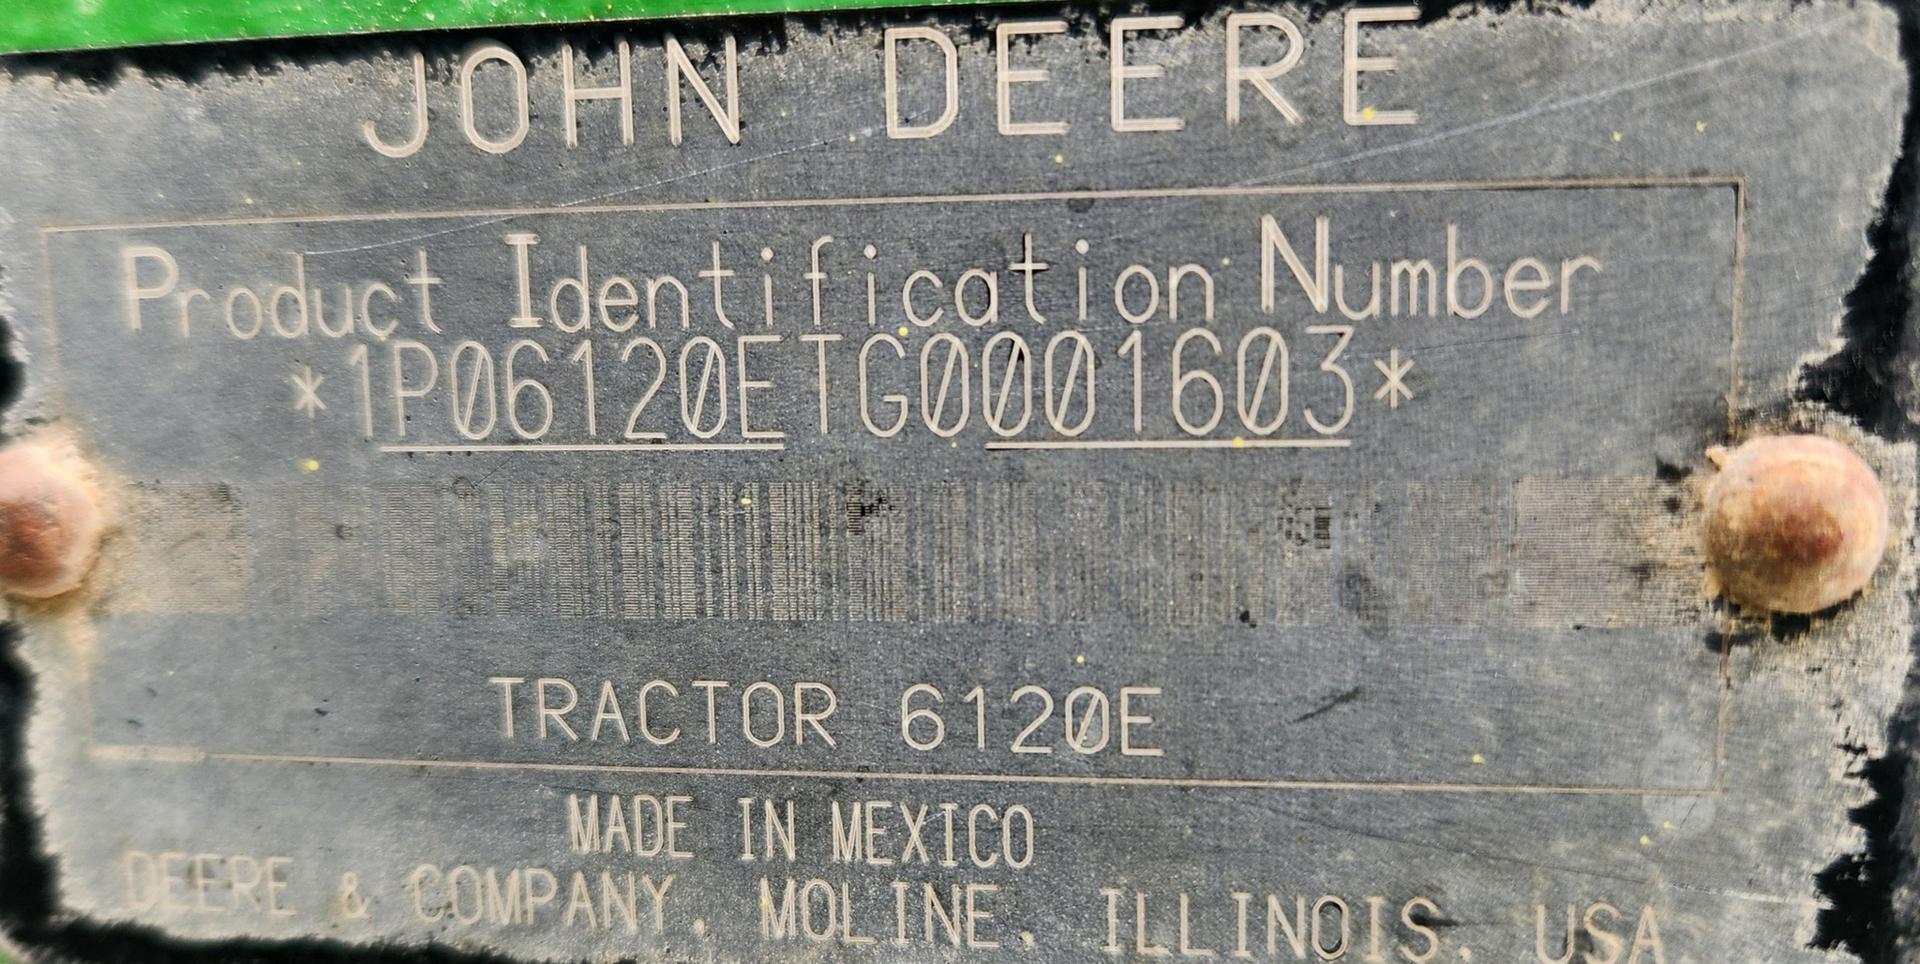 JOHN DEERE
Product Identification Number
*1P06120ETG0001603*
TRACTOR 6120E
MADE IN MEXICO
DEERE & COMPANY, MOLINE, ILLINOIS, USA